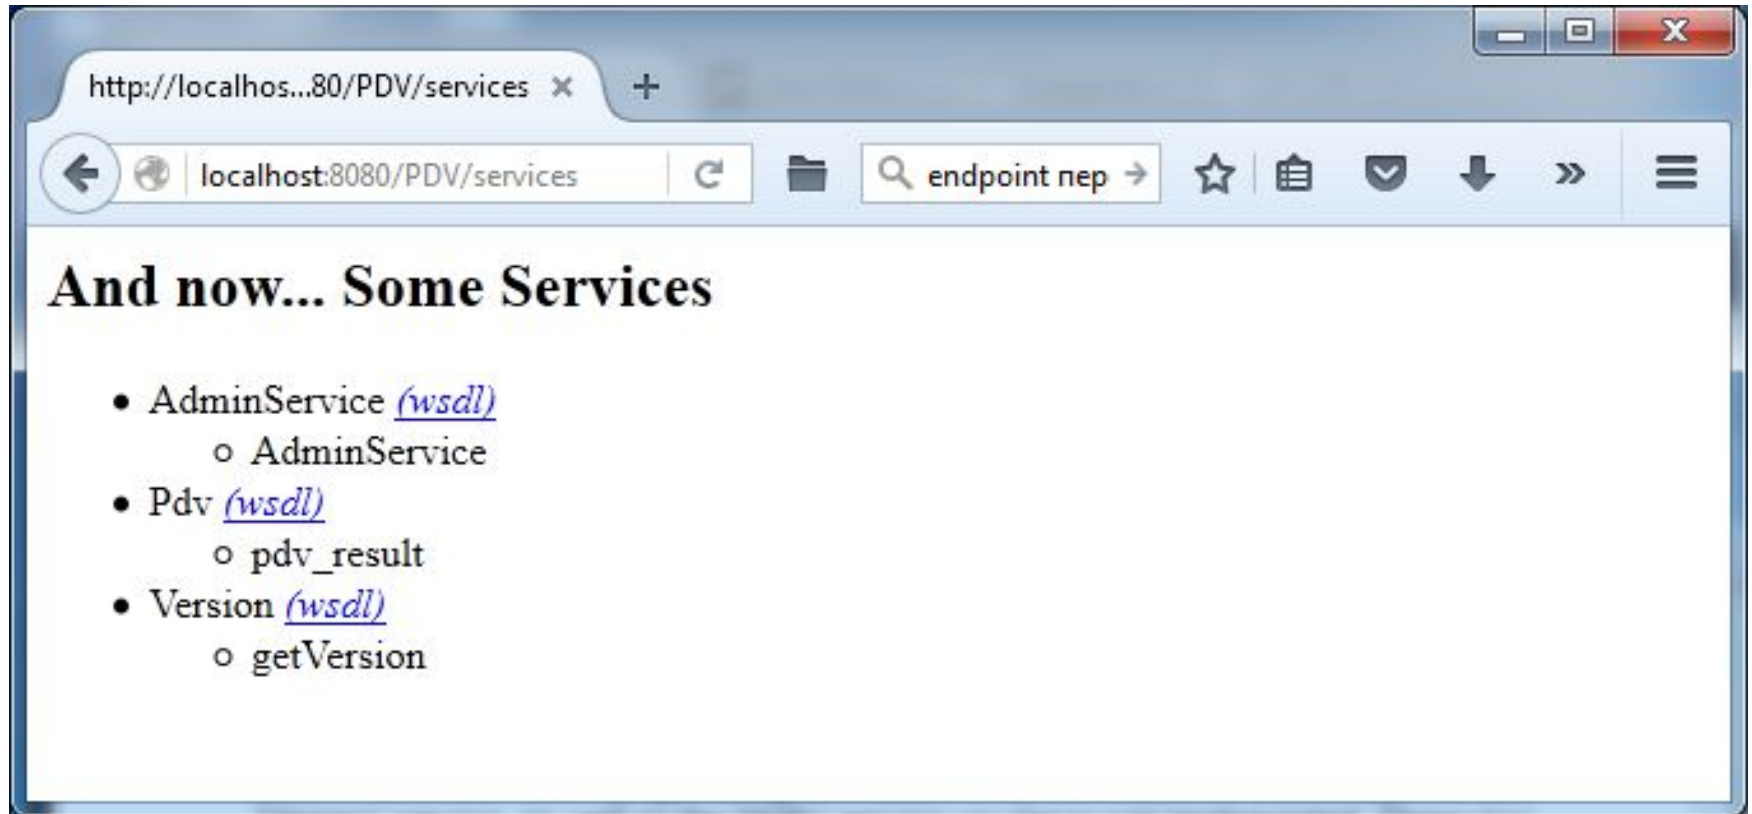 http://localhos...80/PDV/services
localhost:8080/PDV/services
endpoint пер
And now... Some Services
AdminService (wsdl)
AdminService
Pdv (wsdl)
pdv_result
Version (wsdl)
getVersion